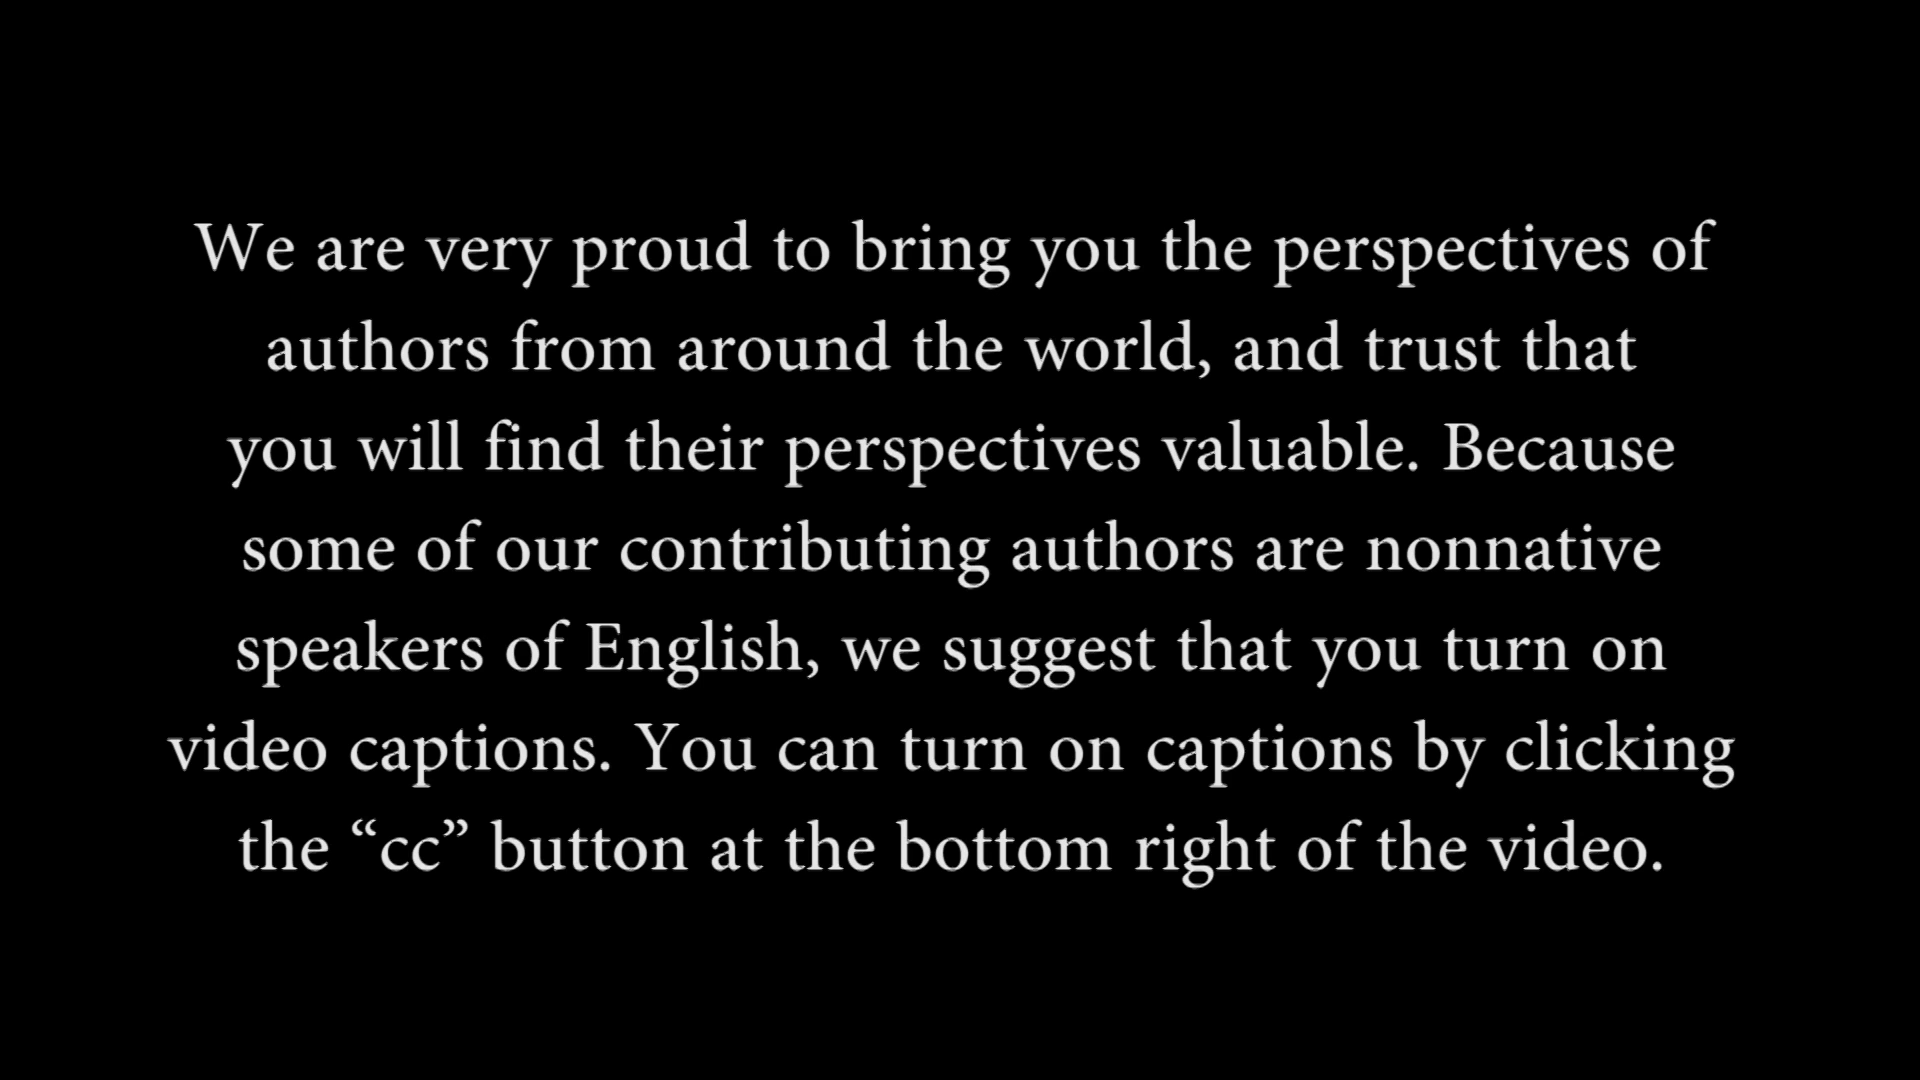 We are very proud to bring you the perspectives of
authors from around the world, and trust that
you will find their perspectives valuable. Because
some of our contributing authors are nonnative
speakers of English, we suggest that you turn on
video captions. You can turn on captions by clicking
the “cc” button at the bottom right of the video.